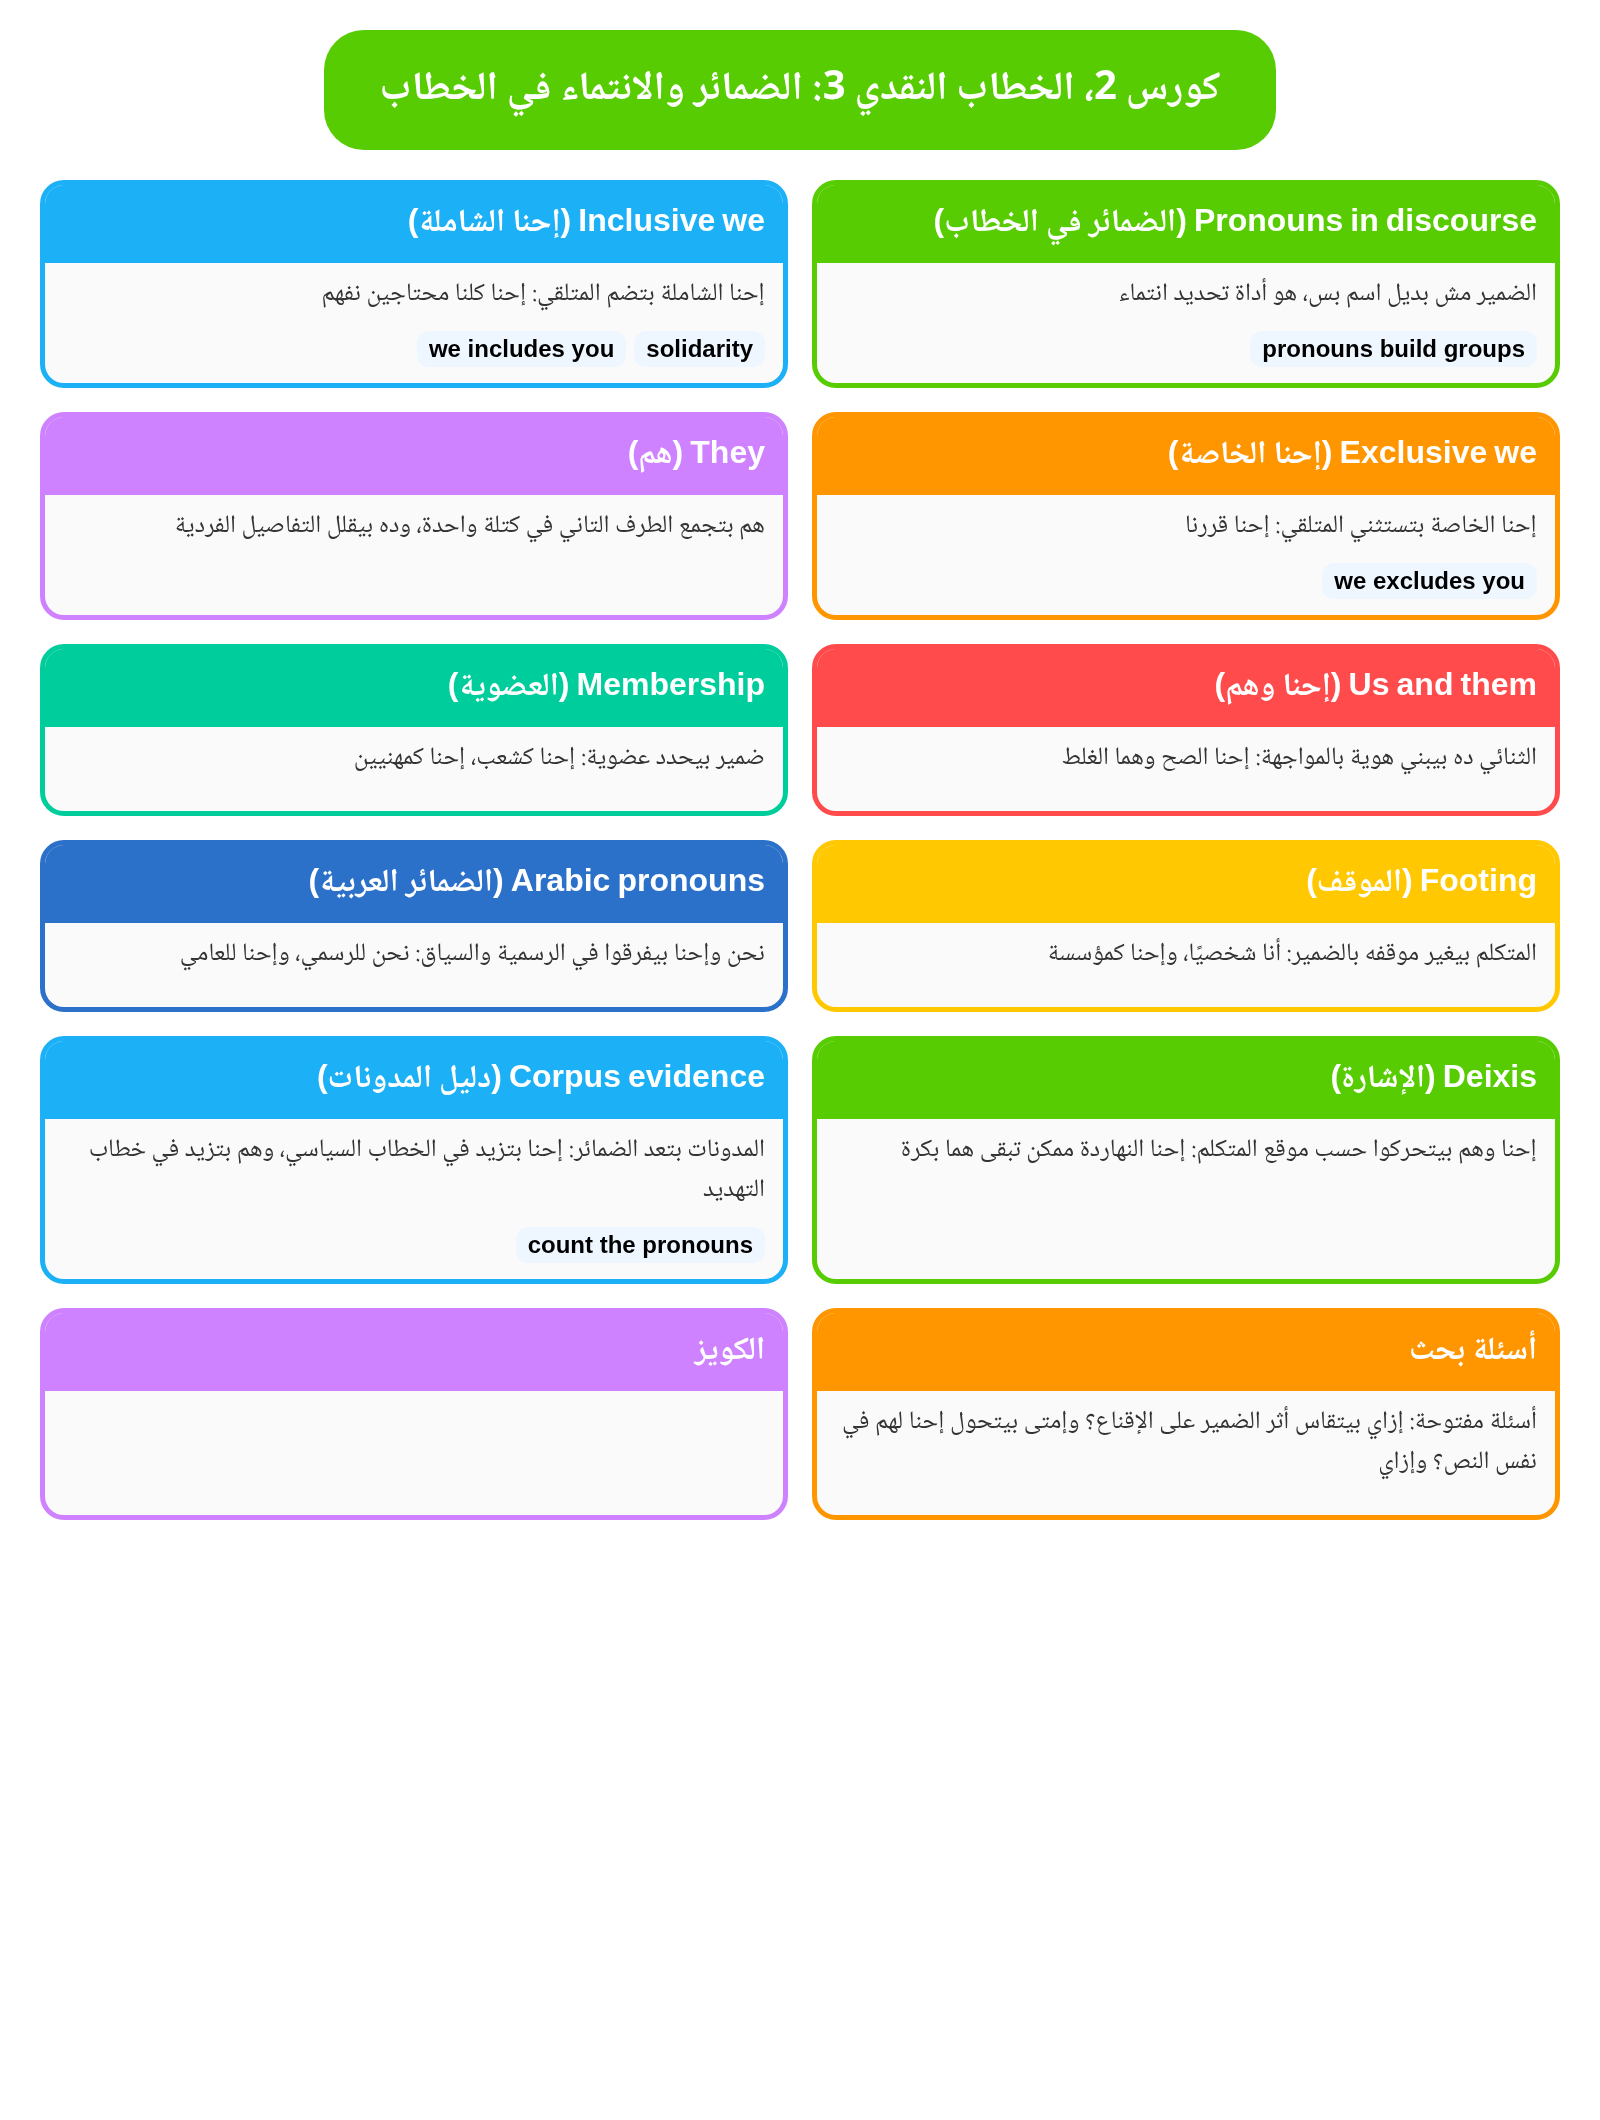 كورس 2، الخطاب النقدي 3: الضمائر والانتماء في الخطاب
Pronouns in discourse (الضمائر في الخطاب)
الضمير مش بديل اسم بس، هو أداة تحديد انتماء
pronouns build groups
Inclusive we (إحنا الشاملة)
إحنا الشاملة بتضم المتلقي: إحنا كلنا محتاجين نفهم
solidarity we includes you
Exclusive we (إحنا الخاصة)
إحنا الخاصة بتستثني المتلقي: إحنا قررنا
we excludes you
They (هم)
هم بتجمع الطرف التاني في كتلة واحدة، وده بيقلل التفاصيل الفردية
Us and them (إحنا وهم)
الثنائي ده بيبني هوية بالمواجهة: إحنا الصح وهما الغلط
Membership (العضوية)
ضمير بيحدد عضوية: إحنا كشعب، إحنا كمهنيين
Footing (الموقف)
المتكلم بيغير موقفه بالضمير: أنا شخصيًا، وإحنا كمؤسسة
Arabic pronouns (الضمائر العربية)
نحن وإحنا بيفرقوا في الرسمية والسياق: نحن للرسمي، وإحنا للعامي
Deixis (الإشارة)
إحنا وهم بيتحركوا حسب موقع المتكلم: إحنا النهاردة ممكن تبقى هما بكرة
Corpus evidence (دليل المدونات)
المدونات بتعد الضمائر: إحنا بتزيد في الخطاب السياسي، وهم بتزيد في خطاب
التهديد
count the pronouns
أسئلة بحث
أسئلة مفتوحة: إزاي بيتقاس أثر الضمير على الإقناع؟ وإمتى بيتحول إحنا لهم في
نفس النص؟ وإزاي
الكويز